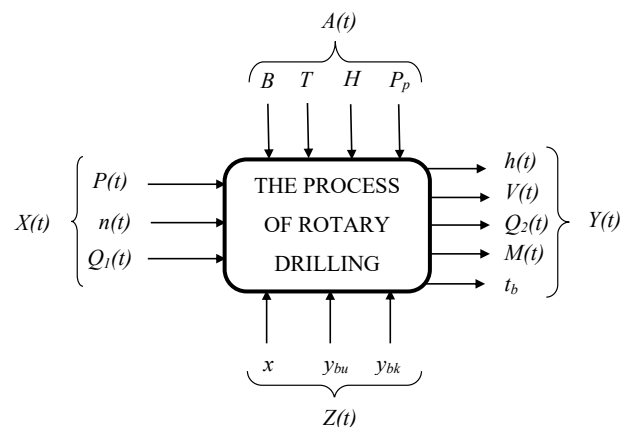 A(t)
B T H Pp
P(t)
n(t)
Q1(t)
X(t)
THE PROCESS
OF ROTARY
DRILLING
h(t)
V(t)
Q2(t)
M(t)
tb
Y(t)
x ybu ybk
Z(t)